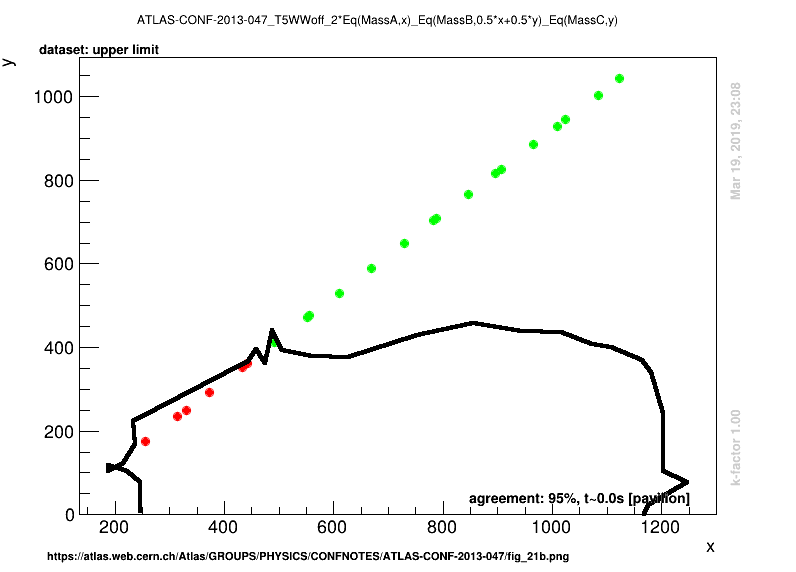 ATLAS-CONF-2013-047_T5WWoff_2*Eq(MassA,x)_Eq(MassB,0.5*x+0.5*y)_Eq(MassC,y)
dataset: upper limit
y
1000
800
600
400
200
0
200
400
600
800
1000
1200
x
Mar 19, 2019, 23:08
k-factor 1.00
agreement: 95%, t~0.0s [pavilion]
https://atlas.web.cern.ch/Atlas/GROUPS/PHYSICS/CONFNOTES/ATLAS-CONF-2013-047/fig_21b.png